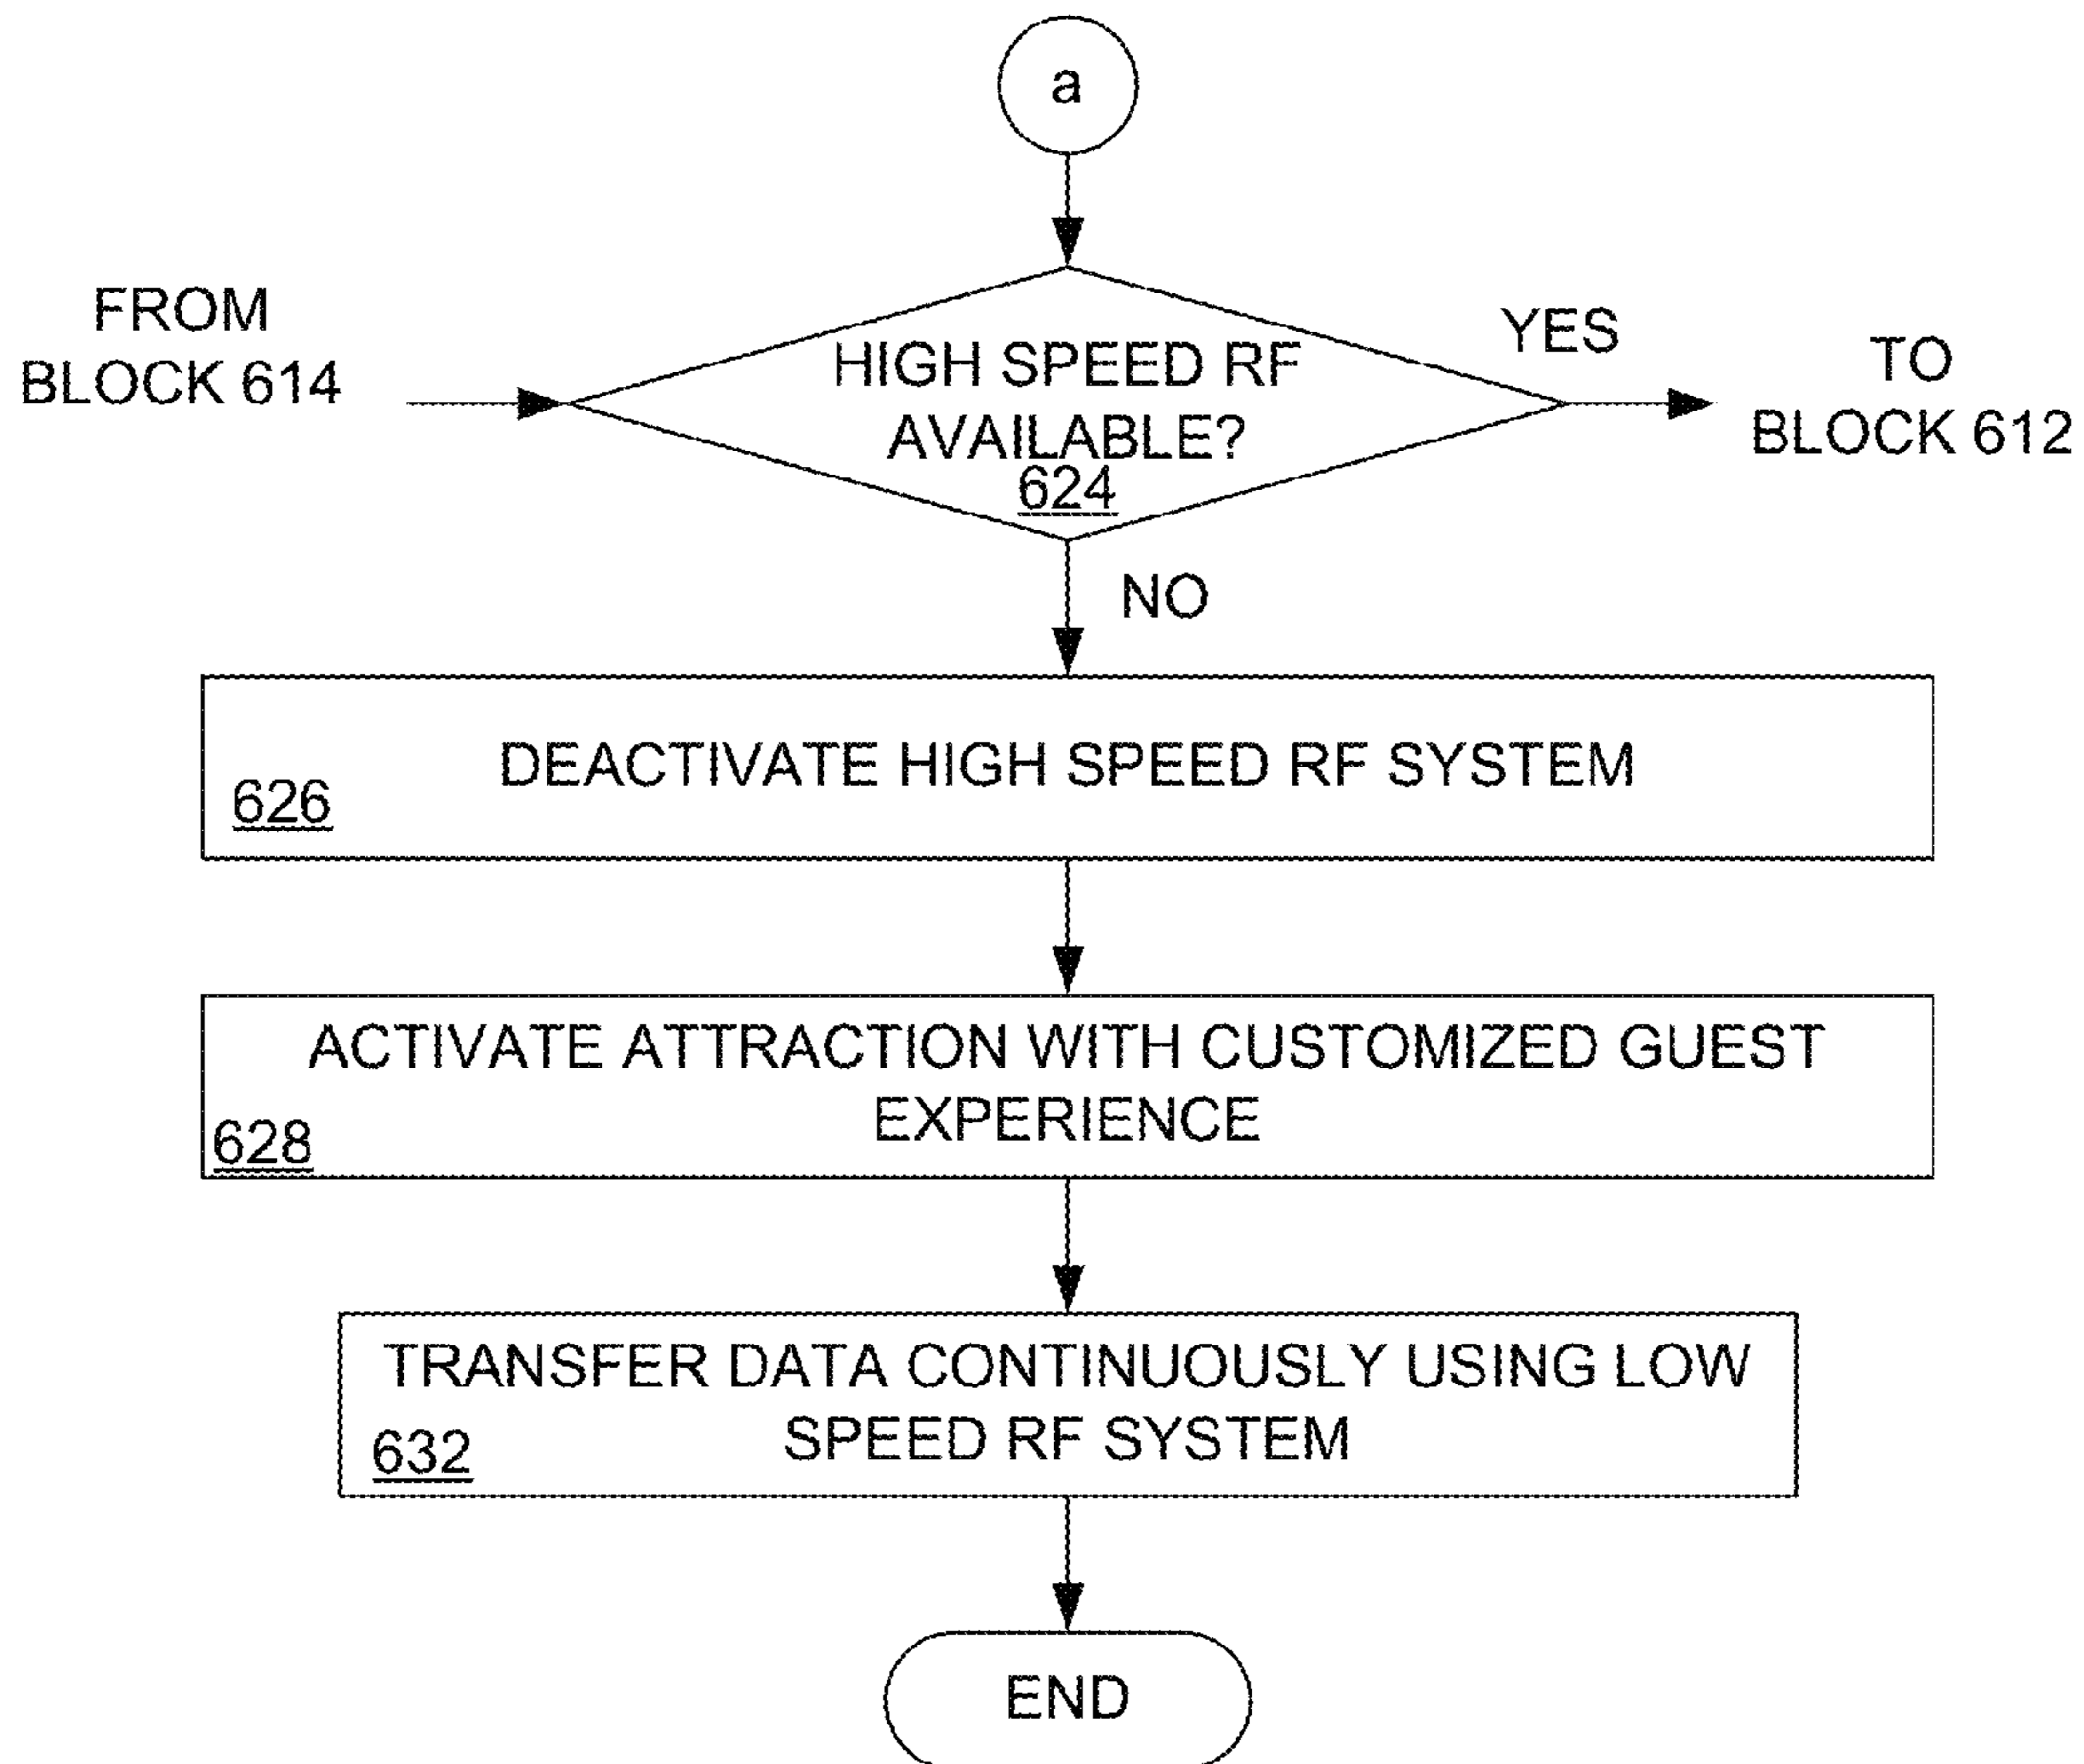 a
FROM
BLOCK 614
HIGH SPEED RF
AVAILABLE?
624
YES
TO
BLOCK 612
NO
DEACTIVATE HIGH SPEED RF SYSTEM
626
ACTIVATE ATTRACTION WITH CUSTOMIZED GUEST
EXPERIENCE
628
TRANSFER DATA CONTINUOUSLY USING LOW
SPEED RF SYSTEM
632
END